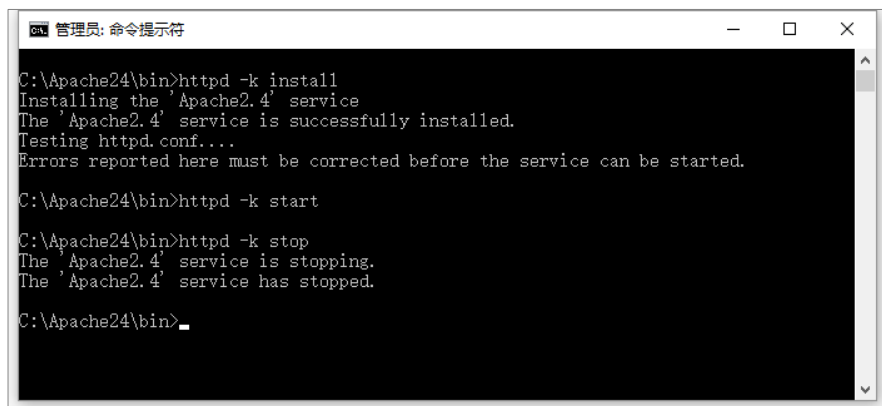 管理员: 命令提示符
C:\Apache24\bin>httpd -k install
Installing the 'Apache2.4' service
The 'Apache2.4' service is successfully installed.
Testing httpd.conf....
Errors reported here must be corrected before the service can be started.
C:\Apache24\bin>httpd -k start
C:\Apache24\bin>httpd -k stop
The 'Apache2.4' service is stopping.
The 'Apache2.4' service has stopped.
C:\Apache24\bin>